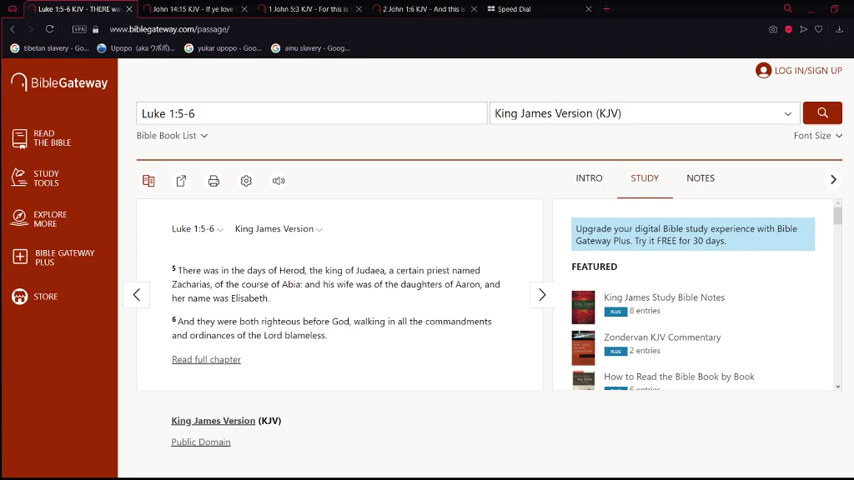 Luke 1:5-6 KJV - THERE wa
John 14:15 KJV - If ye love
1 John 5:3 KJV - For this is
2 John 1:6 KJV - And this is
Speed Dial
VPN
www.biblegateway.com/passage/
tibetan slavery - Go...
Upopo (aka ウポポ)...
yukar upopo - Goo...
ainu slavery - Goog...
BibleGateway
LOG IN/SIGN UP
Luke 1:5-6
King James Version (KJV)
Bible Book List
Font Size
READ
THE BIBLE
STUDY
TOOLS
EXPLORE
MORE
BIBLE GATEWAY
PLUS
STORE
INTRO
STUDY
NOTES
Luke 1:5-6
King James Version
5 There was in the days of Herod, the king of Judaea, a certain priest named
Zacharias, of the course of Abia: and his wife was of the daughters of Aaron, and
her name was Elisabeth.
6 And they were both righteous before God, walking in all the commandments
and ordinances of the Lord blameless.
Read full chapter
King James Version (KJV)
Public Domain
Upgrade your digital Bible study experience with Bible
Gateway Plus. Try it FREE for 30 days.
FEATURED
King James Study Bible Notes
PLUS 8 entries
Zondervan KJV Commentary
PLUS 2 entries
How to Read the Bible Book by Book
PLUS 6 entries